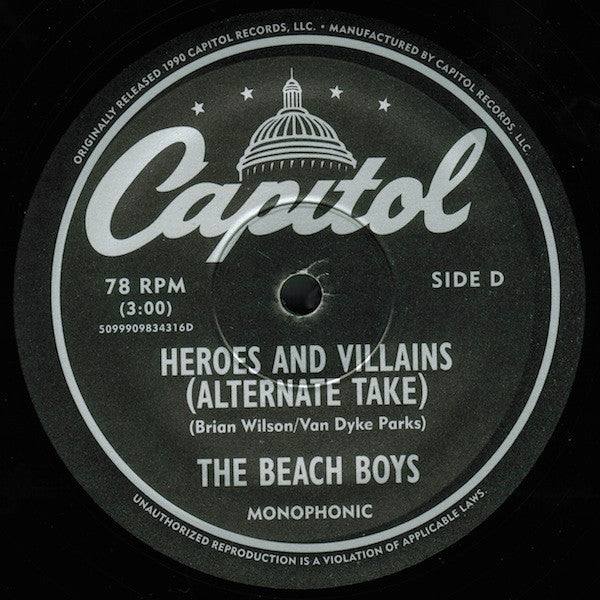 ORIGINALLY RELEASED 1990 CAPITOL RECORDS, LLC. • MANUFACTURED BY CAPITOL RECORDS, LLC.
Capitol
78 RPM
SIDE D
(3:00)
5099909834316D
HEROES AND VILLAINS
(ALTERNATE TAKE)
(Brian Wilson/Van Dyke Parks)
THE BEACH BOYS
MONOPHONIC
UNAUTHORIZED REPRODUCTION IS A VIOLATION OF APPLICABLE LAWS.